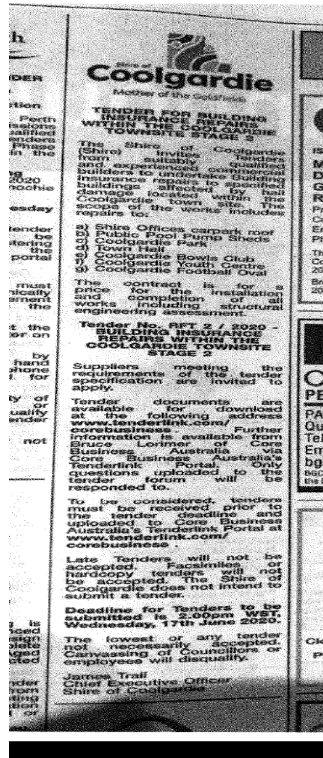 Shire of
Coolgardie
Mother of the Goldfields
TENDER FOR BUILDING
INSURANCE REPAIR
WITHIN THE COOLGARDIE
TOWNSITE STAGE 2
The Shire of Coolgardie
(Shire) invites Tenders
from suitably qualified
and experienced commercial
builders to undertake Building
Insurance repairs to specified
buildings affected by hail
damage located within the
Coolgardie town site. The
scope of the works includes
repairs to:
a) Shire Offices carpark roof
b) Public Pool Pump Sheds
c) Coolgardie Park
d) Town Hall
e) Coolgardie Bowls Club
f) Coolgardie Youth Centre
g) Coolgardie Football Oval
The contract is for a
price for the installation
and completion of all
works including structural
engineering assessment.
Tender No. RFT 2 / 2020 -
BUILDING INSURANCE
REPAIRS WITHIN THE
COOLGARDIE TOWNSITE
STAGE 2
Suppliers meeting the
requirements of the tender
specification are invited to
apply.
Tender documents are
available for download
at the following address
www.tenderlink.com/
corebusiness. Further
information is available from
Bruce Lorimer of Core
Business Australia via
Core Business Australia's
Tenderlink Portal. Only
questions uploaded to the
tender forum will be
responded to.
To be considered, tenders
must be received prior to
the tender deadline and
uploaded to Core Business
Australia's Tenderlink Portal at
www.tenderlink.com/
corebusiness.
Late Tenders will not be
accepted. Facsimiles or
hardcopy tenders will not
be accepted. The Shire of
Coolgardie does not intend to
submit a tender.
Deadline for Tenders to be
submitted is 2.00pm WST,
Wednesday, 17th June 2020.
The lowest or any tender
not necessarily accepted.
Canvassing of Councillors or
employees will disqualify.
James Trail
Chief Executive Officer
Shire of Coolgardie